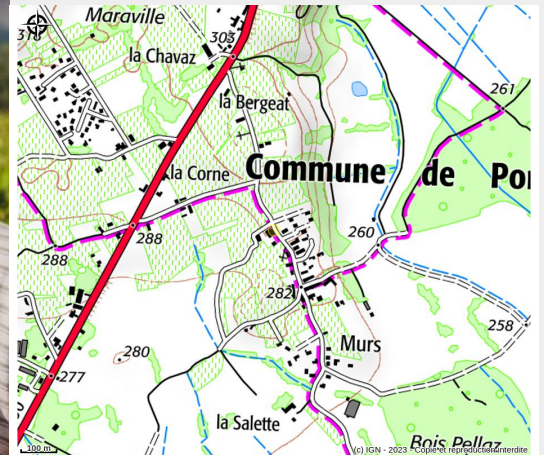 Maraville
303
la Chavaz
la Bergeat
261
la Corne
Commune de
288
260
288
282
258
Murs
280
277
la Salette
Bois Pellaz
100 m
(c) IGN - 2023 - Copie et reproduction interdite